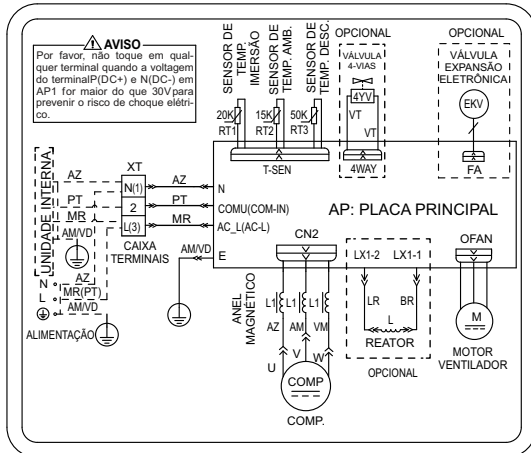 AVISO
Por favor, não toque em qual-
quer terminal quando a voltagem
do terminalP(DC+) e N(DC-) em
AP1 for maior do que 30V para
prevenir o risco de choque elétri-
co.
SENSOR DE
TEMP.
IMERSÃO
SENSOR DE
TEMP. AMB.
SENSOR DE
TEMP. DESC.
20K
RT1
15K
RT2
50K
RT3
T-SEN
OPCIONAL
VÁLVULA
4-VIAS
4YV
VT
VT
4WAY
OPCIONAL
VÁLVULA
EXPANSÃO
ELETRÔNICA
EKV
FA
UNIDADE INTERNA
AZ
PT
MR
AM/VD
XT
N(1)
2
L(3)
CAIXA
TERMINAIS
AZ
PT
MR
N
COMU(COM-IN)
AC_L(AC-L)
AM/VD
E
AP: PLACA PRINCIPAL
N
L
AZ
MR(PT)
AM/VD
ALIMENTAÇÃO
ANEL
MAGNÉTICO
CN2
L1
L1
L1
AZ
AM
VM
U
V
W
COMP
COMP.
LX1-2
LX1-1
LR
BR
L
REATOR
OPCIONAL
OFAN
M
MOTOR
VENTILADOR